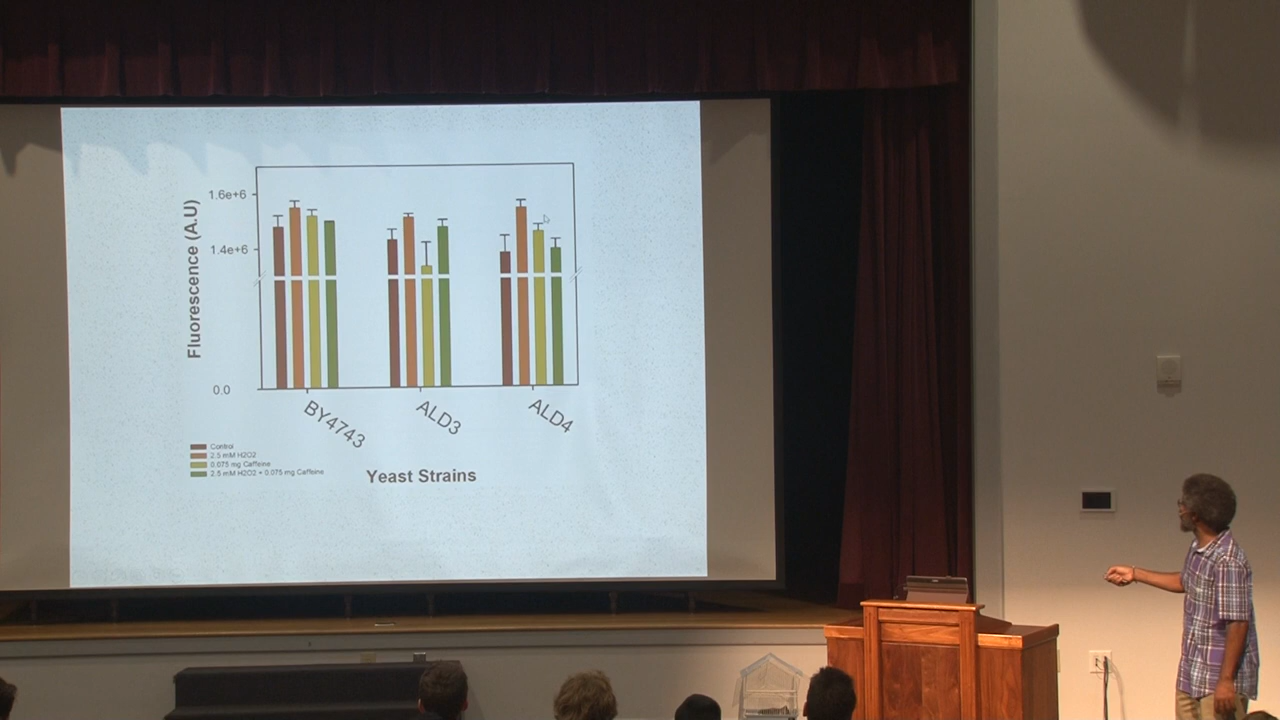 1.6e+6
1.4e+6
0.0
Fluorescence (A.U)
BY4743
ALD3
ALD4
Control
2.5 mM H2O2
0.075 mg Caffeine
2.5 mM H2O2 + 0.075 mg Caffeine
Yeast Strains